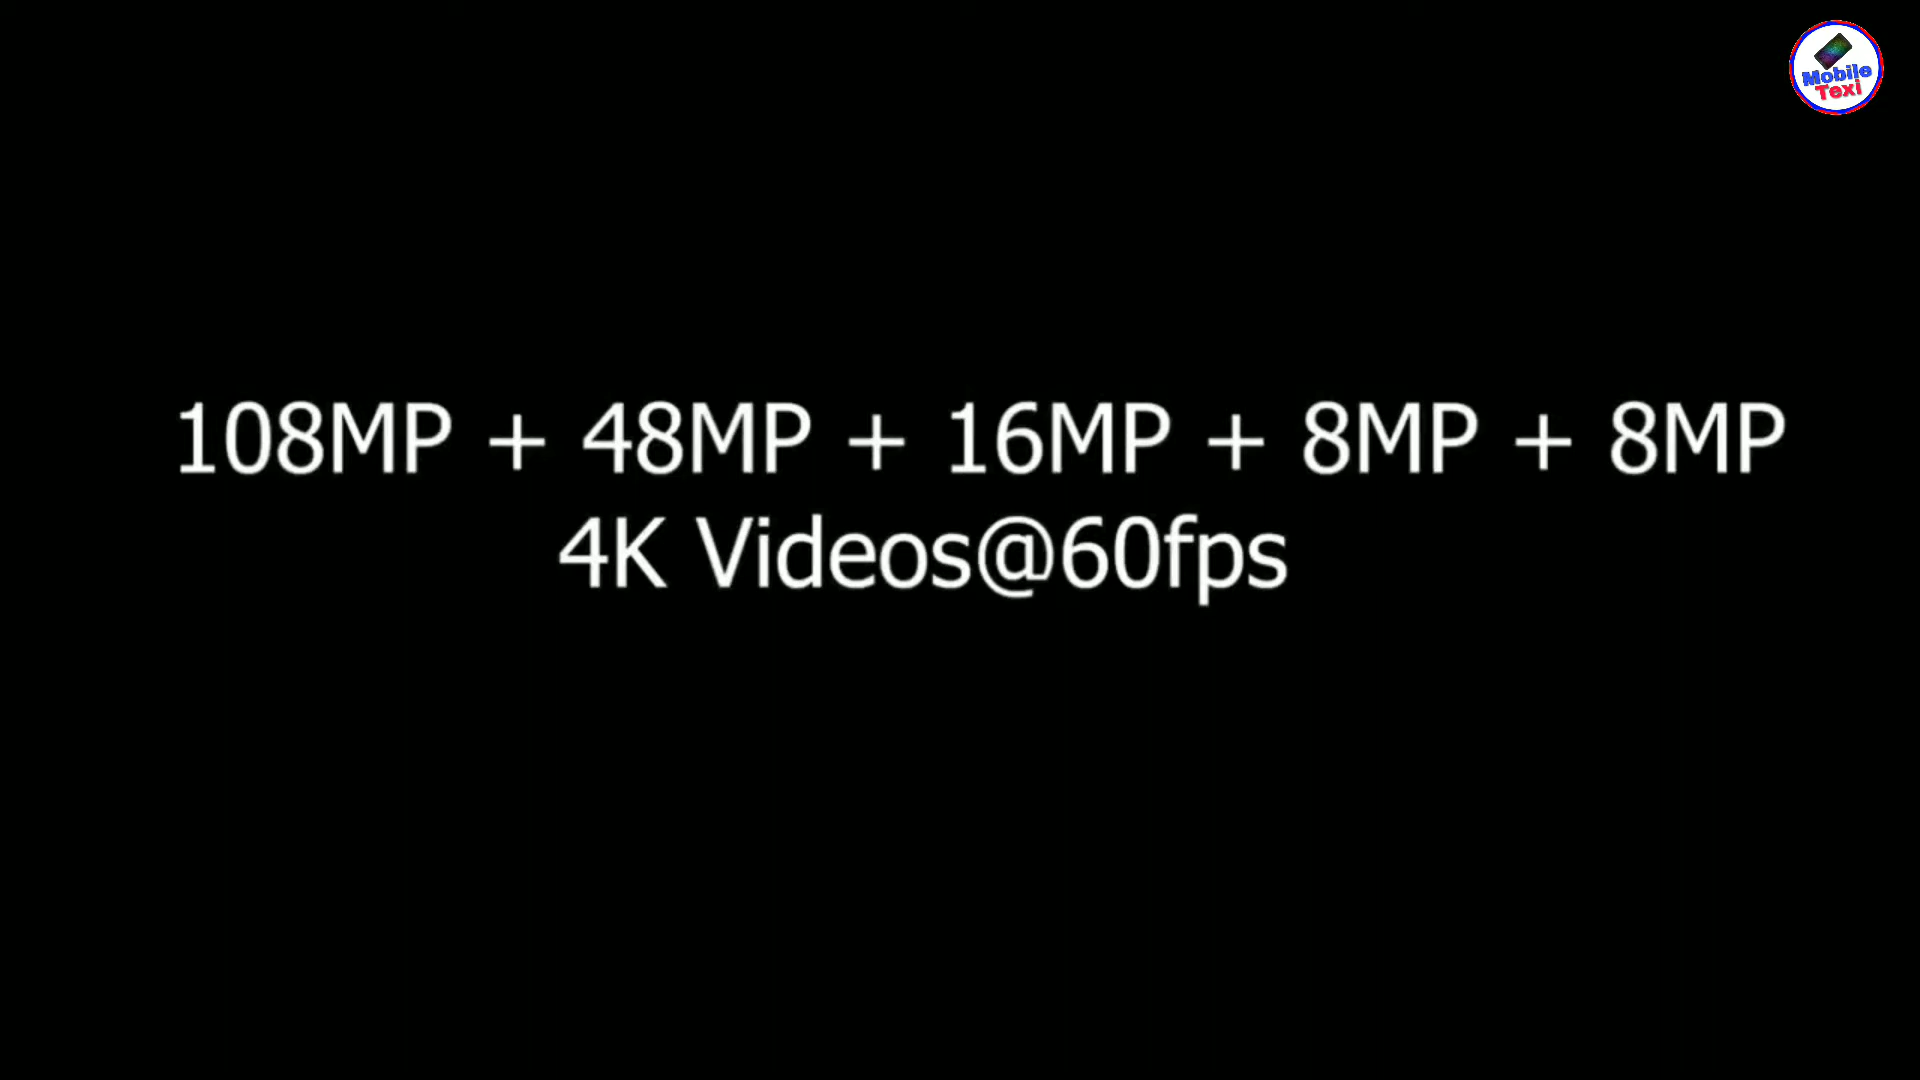 Mobile
Texi
108MP + 48MP + 16MP + 8MP + 8MP
4K Videos@60fps